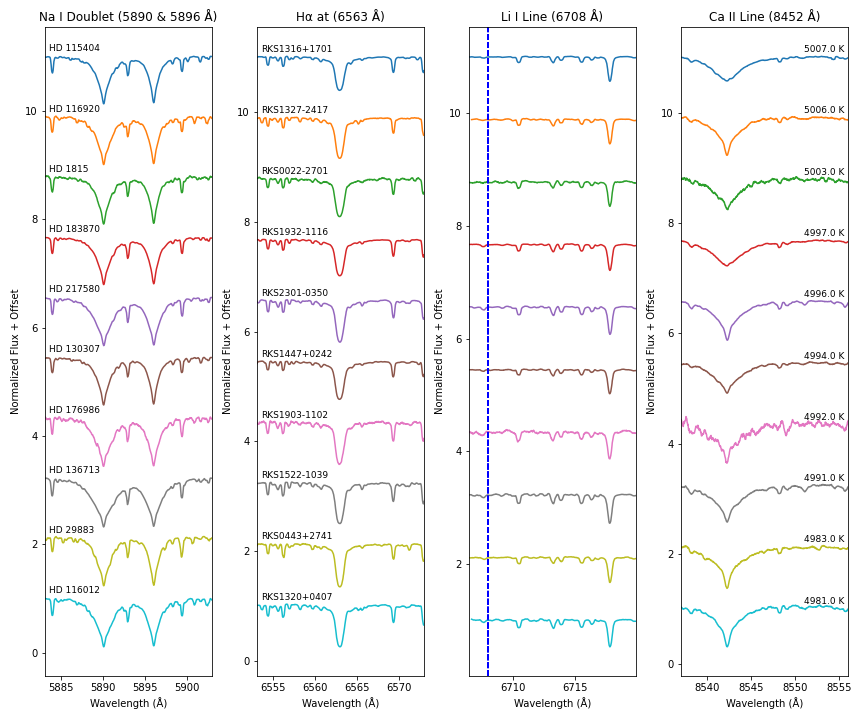 Na I Doublet (5890 & 5896 Å)
Hα at (6563 Å)
Li I Line (6708 Å)
Ca II Line (8452 Å)
HD 115404
HD 116920
HD 1815
HD 183870
HD 217580
HD 130307
HD 176986
HD 136713
HD 29883
HD 116012
10
8
6
4
2
0
Normalized Flux + Offset
5885
5890
5895
5900
Wavelength (Å)
RKS1316+1701
RKS1327-2417
RKS0022-2701
RKS1932-1116
RKS2301-0350
RKS1447+0242
RKS1903-1102
RKS1522-1039
RKS0443+2741
RKS1320+0407
10
8
6
4
2
0
Normalized Flux + Offset
6555
6560
6565
6570
Wavelength (Å)
10
8
6
4
2
Normalized Flux + Offset
6710
6715
Wavelength (Å)
5007.0 K
5006.0 K
5003.0 K
4997.0 K
4996.0 K
4994.0 K
4992.0 K
4991.0 K
4983.0 K
4981.0 K
10
8
6
4
2
0
Normalized Flux + Offset
8540
8545
8550
8555
Wavelength (Å)